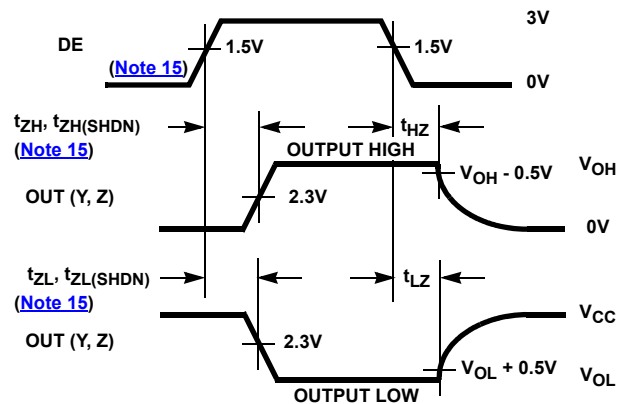 3V
DE
1.5V
1.5V
(Note 15)
0V
tZH, tZH(SHDN)
(Note 15)
tHZ
OUTPUT HIGH
VOH - 0.5V
VOH
OUT (Y, Z)
2.3V
0V
tZL, tZL(SHDN)
(Note 15)
tLZ
VCC
OUT (Y, Z)
2.3V
VOL + 0.5V
VOL
OUTPUT LOW